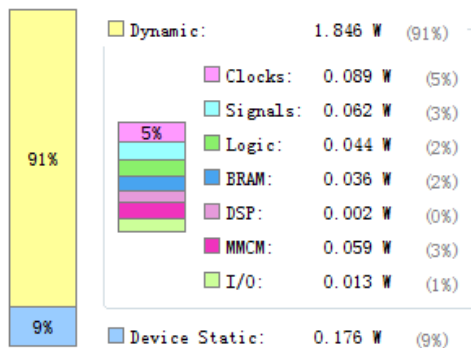 Dynamic: 1.846 W (91%)
Clocks: 0.089 W (5%)
Signals: 0.062 W (3%)
5%
Logic: 0.044 W (2%)
91%
BRAM: 0.036 W (2%)
DSP: 0.002 W (0%)
MMCM: 0.059 W (3%)
I/O: 0.013 W (1%)
9%
Device Static: 0.176 W (9%)